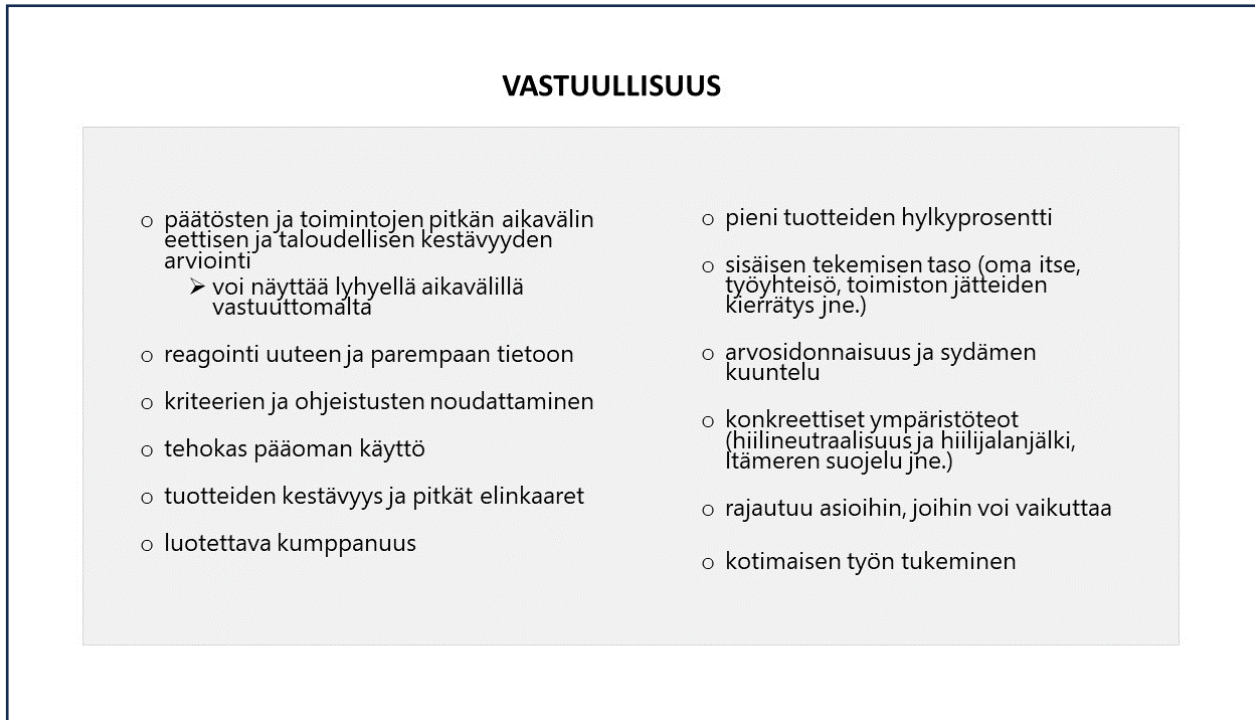 VASTUULLISUUS
o päätösten ja toimintojen pitkän aikavälin
eettisen ja taloudellisen kestävyyden
arviointi
➢ voi näyttää lyhyellä aikavälillä
vastuuttomalta
o reagointi uuteen ja parempaan tietoon
o kriteerien ja ohjeistusten noudattaminen
o tehokas pääoman käyttö
o tuotteiden kestävyys ja pitkät elinkaaret
o luotettava kumppanuus
o pieni tuotteiden hylkyprosentti
o sisäisen tekemisen taso (oma itse,
työyhteisö, toimiston jätteiden
kierrätys jne.)
o arvosidonnaisuus ja sydämen
kuuntelu
o konkreettiset ympäristöteot
(hiilineutraalisuus ja hiilijalanjälki,
Itämeren suojelu jne.)
o rajautuu asioihin, joihin voi vaikuttaa
o kotimaisen työn tukeminen